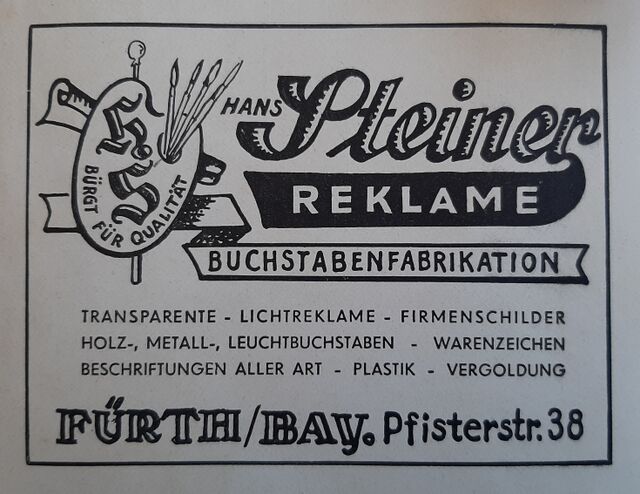 H.S.
BÜRGT FÜR QUALITÄT
HANS Steiner
REKLAME
BUCHSTABENFABRIKATION
TRANSPARENTE - LICHTREKLAME - FIRMENSCHILDER
HOLZ-, METALL-, LEUCHTBUCHSTABEN - WARENZEICHEN
BESCHRIFTUNGEN ALLER ART - PLASTIK - VERGOLDUNG
FÜRTH/BAY. Pfisterstr. 38